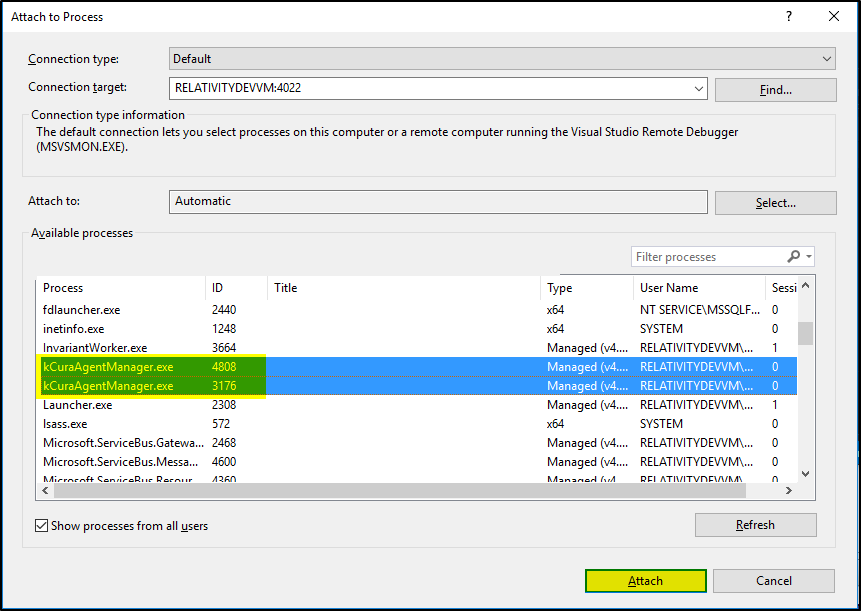 Attach to Process
Connection type: Default
Connection target: RELATIVITYDEVVM:4022 Find...
Connection type information
The default connection lets you select processes on this computer or a remote computer running the Visual Studio Remote Debugger
(MSVSMON.EXE).
Attach to: Automatic Select...
Available processes
Filter processes
Process ID Title Type User Name Sessi
fdlauncher.exe 2440 x64 NT SERVICE\MSSQLF... 0
inetinfo.exe 1248 x64 SYSTEM 0
InvariantWorker.exe 3664 Managed (v4.... RELATIVITYDEVVM\... 1
kCuraAgentManager.exe 4808 Managed (v4.... RELATIVITYDEVVM\... 0
kCuraAgentManager.exe 3176 Managed (v4.... RELATIVITYDEVVM\... 0
Launcher.exe 2308 Managed (v4.... RELATIVITYDEVVM\... 1
lsass.exe 572 x64 SYSTEM 0
Microsoft.ServiceBus.Gatewa... 2468 Managed (v4.... RELATIVITYDEVVM\... 0
Microsoft.ServiceBus.Messa... 4600 Managed (v4.... RELATIVITYDEVVM\... 0
Microsoft.ServiceBus.Resour... 4360 Managed (v4.... RELATIVITYDEVVM\... 0
Show processes from all users Refresh
Attach Cancel